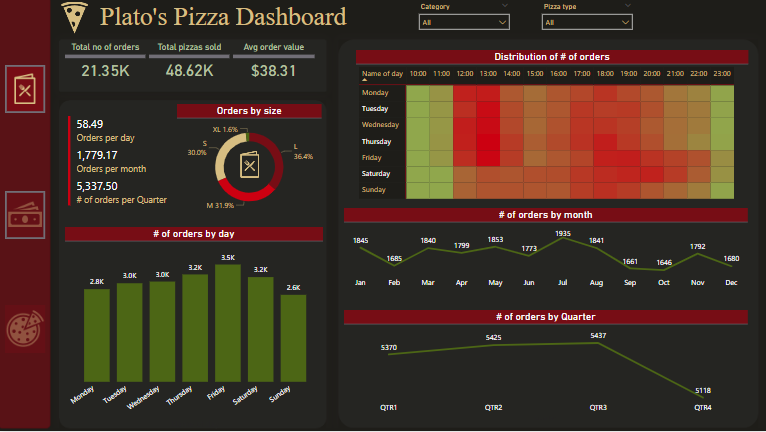 Plato's Pizza Dashboard
Category
All
Pizza type
All
Total no of orders
21.35K
Total pizzas sold
48.62K
Avg order value
$38.31
58.49
Orders per day
1,779.17
Orders per month
5,337.50
# of orders per Quarter
Orders by size
XL 1.6%
S
30.0%
L
36.4%
M 31.9%
# of orders by day
2.8K 3.0K 3.0K 3.2K 3.5K 3.2K 2.6K
Monday Tuesday Wednesday Thursday Friday Saturday Sunday
Distribution of # of orders
Name of day 10:00 11:00 12:00 13:00 14:00 15:00 16:00 17:00 18:00 19:00 20:00 21:00 22:00 23:00
Monday
Tuesday
Wednesday
Thursday
Friday
Saturday
Sunday
# of orders by month
1845 1685 1840 1799 1853 1773 1935 1841 1661 1646 1792 1680
Jan Feb Mar Apr May Jun Jul Aug Sep Oct Nov Dec
# of orders by Quarter
5370 5425 5437 5118
QTR1 QTR2 QTR3 QTR4